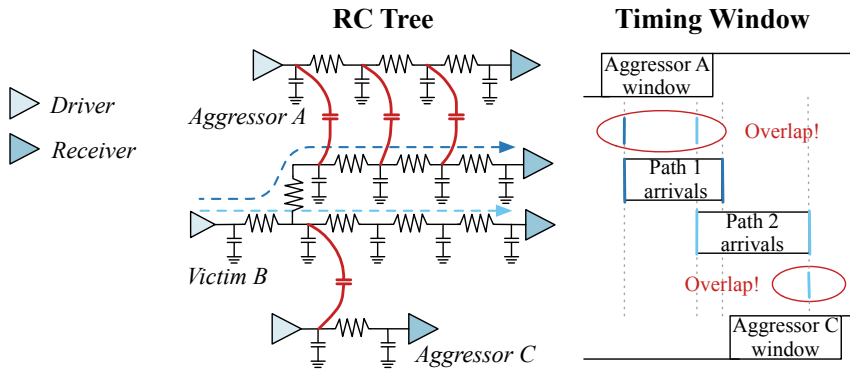 RC Tree
Timing Window
Driver
Receiver
Aggressor A
Victim B
Aggressor C
Aggressor A
window
Overlap!
Path 1
arrivals
Path 2
arrivals
Overlap!
Aggressor C
window